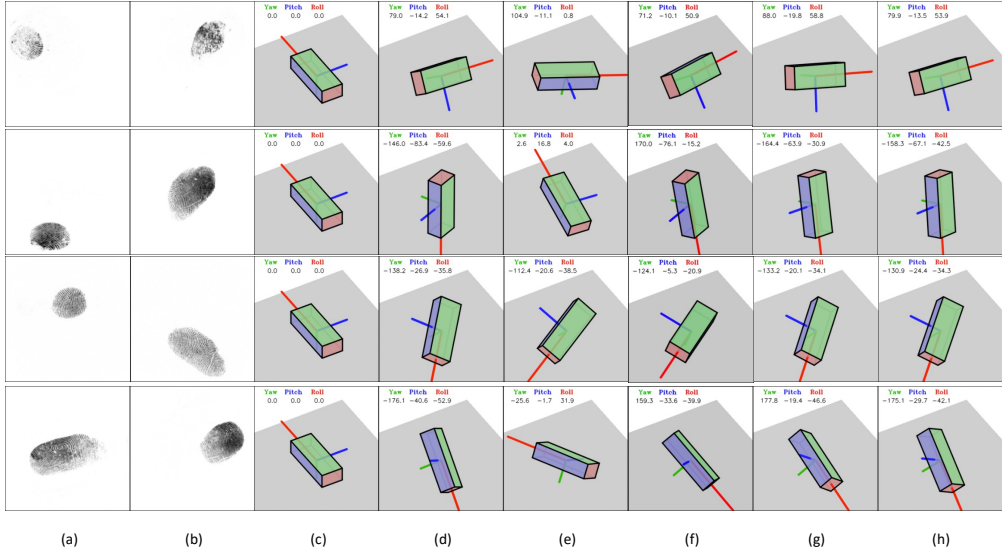 Yaw Pitch Roll
0.0 0.0 0.0
Yaw Pitch Roll
79.0 −14.2 54.1
Yaw Pitch Roll
104.9 −11.1 0.8
Yaw Pitch Roll
71.2 −10.1 50.9
Yaw Pitch Roll
88.0 −19.8 58.8
Yaw Pitch Roll
79.9 −13.5 53.9
Yaw Pitch Roll
0.0 0.0 0.0
Yaw Pitch Roll
−146.0 −83.4 −59.6
Yaw Pitch Roll
2.6 16.8 4.0
Yaw Pitch Roll
170.0 −76.1 −15.2
Yaw Pitch Roll
−164.4 −63.9 −30.9
Yaw Pitch Roll
−158.3 −67.1 −42.5
Yaw Pitch Roll
0.0 0.0 0.0
Yaw Pitch Roll
−138.2 −26.9 −35.8
Yaw Pitch Roll
−112.4 −20.6 −38.5
Yaw Pitch Roll
−124.1 −5.3 −20.9
Yaw Pitch Roll
−133.2 −20.1 −34.1
Yaw Pitch Roll
−130.9 −24.4 −34.3
Yaw Pitch Roll
0.0 0.0 0.0
Yaw Pitch Roll
−176.1 −40.6 −52.9
Yaw Pitch Roll
−25.6 −1.7 31.9
Yaw Pitch Roll
159.3 −33.6 −39.9
Yaw Pitch Roll
177.8 −19.4 −46.6
Yaw Pitch Roll
−175.1 −29.7 −42.1
(a) (b) (c) (d) (e) (f) (g) (h)